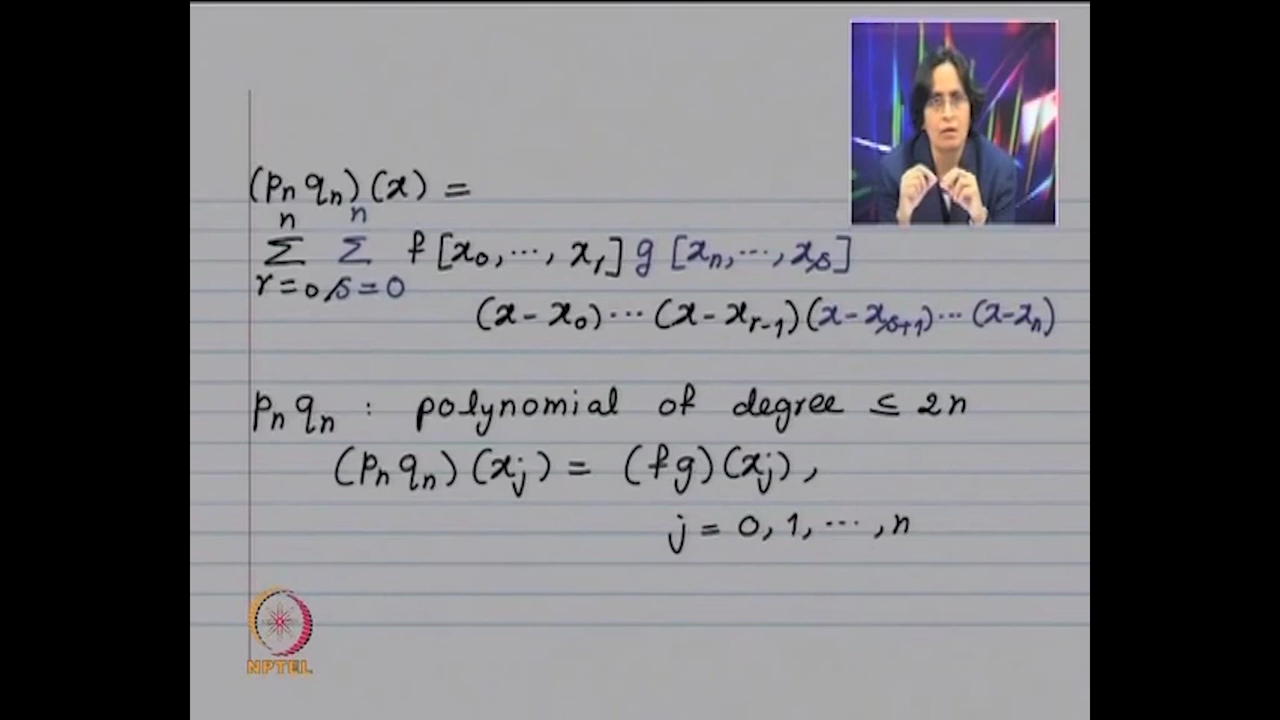 (pₙ qₙ)(x) =
n n
Σ Σ f [x₀, ⋯, x,] g [xₙ, ⋯, xₛ]
r = 0 s = 0
(x - x₀) ⋯ (x - xᵣ₋₁)(x - xₛ₊₁) ⋯ (x - xₙ)
pₙ qₙ : polynomial of degree ≤ 2n
(pₙ qₙ)(xⱼ) = (fg)(xⱼ),
j = 0, 1, ⋯, n
NPTEL